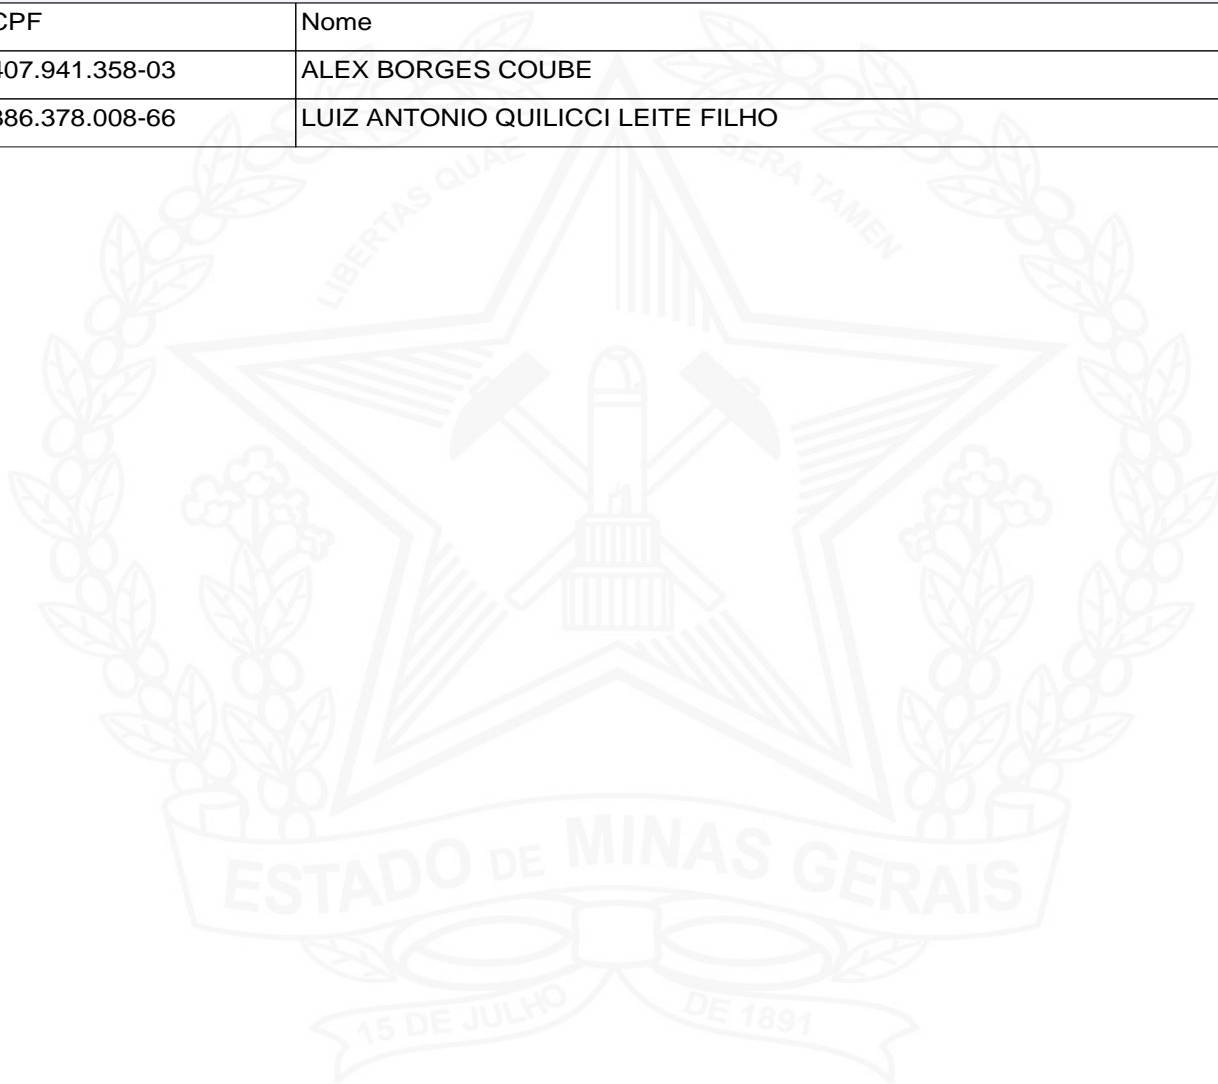 CPF Nome
407.941.358-03 ALEX BORGES COUBE
386.378.008-66 LUIZ ANTONIO QUILICCI LEITE FILHO
LIBERTAS QUAE SERA TAMEN
ESTADO DE MINAS GERAIS
15 DE JULHO DE 1891